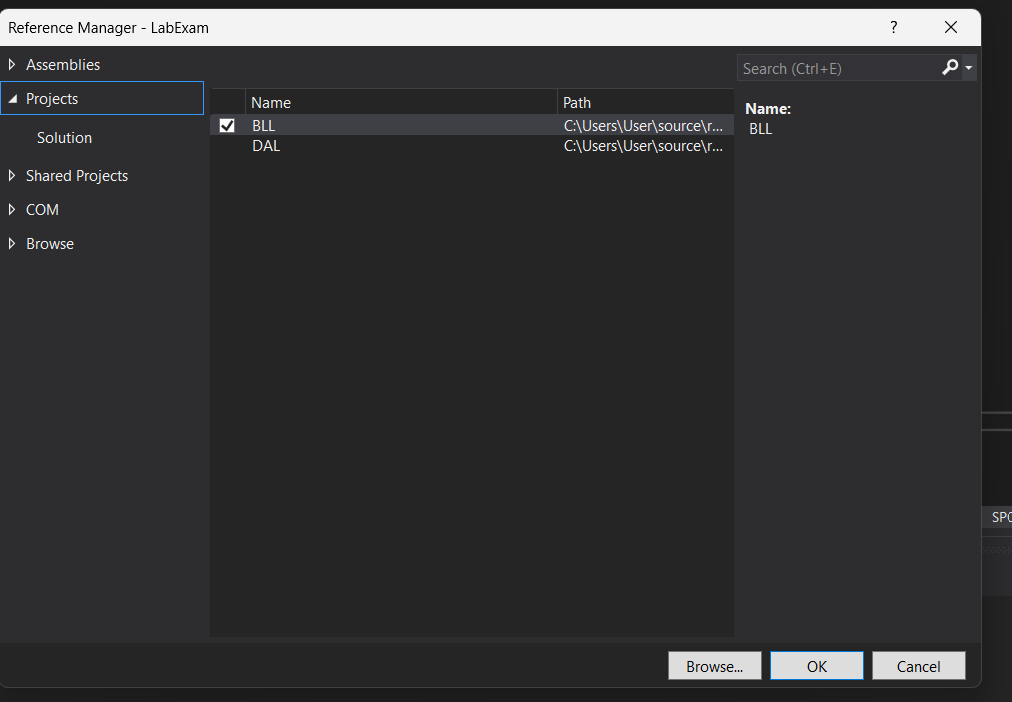 Reference Manager - LabExam
?
Assemblies
Search (Ctrl+E)
Projects
Solution
Shared Projects
COM
Browse
Name Path
BLL C:\Users\User\source\r...
DAL C:\Users\User\source\r...
Name:
BLL
Browse... OK Cancel